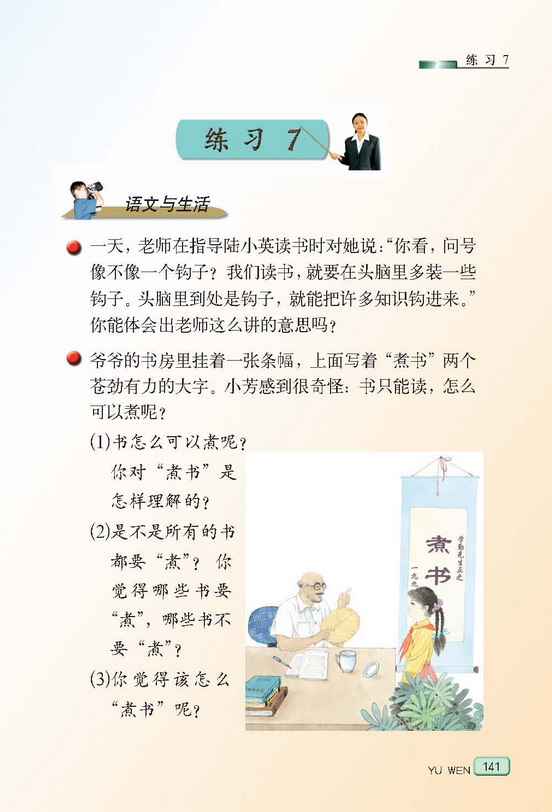 练习7
练 习 7
语文与生活
一天，老师在指导陆小英读书时对她说：“你看，问号
像不像一个钩子？我们读书，就要在头脑里多装一些
钩子。头脑里到处是钩子，就能把许多知识钩进来。”
你能体会出老师这么讲的意思吗？
爷爷的书房里挂着一张条幅，上面写着“煮书”两个
苍劲有力的大字。小芳感到很奇怪：书只能读，怎么
可以煮呢？
(1)书怎么可以煮呢？
你对“煮书”是
怎样理解的？
(2)是不是所有的书
都要“煮”？你
觉得哪些书要
“煮”，哪些书不
要“煮”？
(3)你觉得该怎么
“煮书”呢？
煮书
学勤先生正之
一九九
YU WEN 141